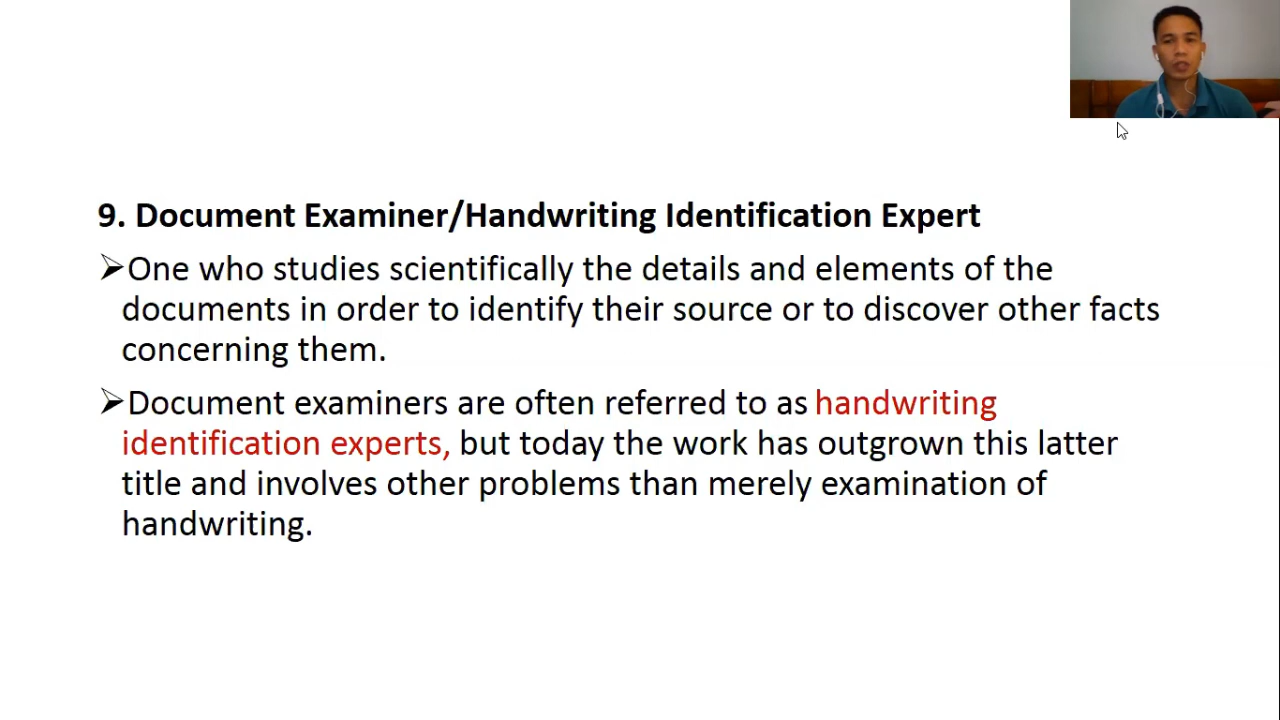 9. Document Examiner/Handwriting Identification Expert
➢One who studies scientifically the details and elements of the
documents in order to identify their source or to discover other facts
concerning them.
➢Document examiners are often referred to as handwriting
identification experts, but today the work has outgrown this latter
title and involves other problems than merely examination of
handwriting.